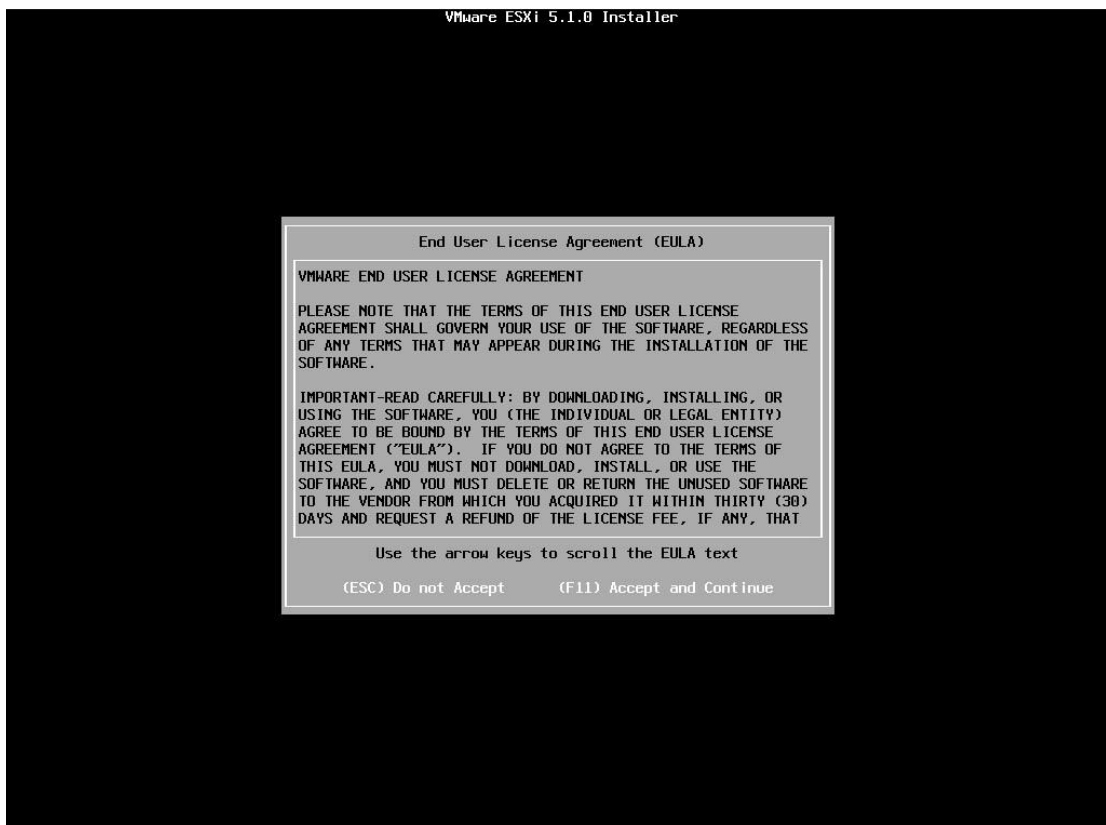 VMware ESXi 5.1.0 Installer
End User License Agreement (EULA)
VMWARE END USER LICENSE AGREEMENT
PLEASE NOTE THAT THE TERMS OF THIS END USER LICENSE
AGREEMENT SHALL GOVERN YOUR USE OF THE SOFTWARE, REGARDLESS
OF ANY TERMS THAT MAY APPEAR DURING THE INSTALLATION OF THE
SOFTWARE.
IMPORTANT-READ CAREFULLY: BY DOWNLOADING, INSTALLING, OR
USING THE SOFTWARE, YOU (THE INDIVIDUAL OR LEGAL ENTITY)
AGREE TO BE BOUND BY THE TERMS OF THIS END USER LICENSE
AGREEMENT ("EULA").  IF YOU DO NOT AGREE TO THE TERMS OF
THIS EULA, YOU MUST NOT DOWNLOAD, INSTALL, OR USE THE
SOFTWARE, AND YOU MUST DELETE OR RETURN THE UNUSED SOFTWARE
TO THE VENDOR FROM WHICH YOU ACQUIRED IT WITHIN THIRTY (30)
DAYS AND REQUEST A REFUND OF THE LICENSE FEE, IF ANY, THAT
Use the arrow keys to scroll the EULA text
(ESC) Do not Accept (F11) Accept and Continue